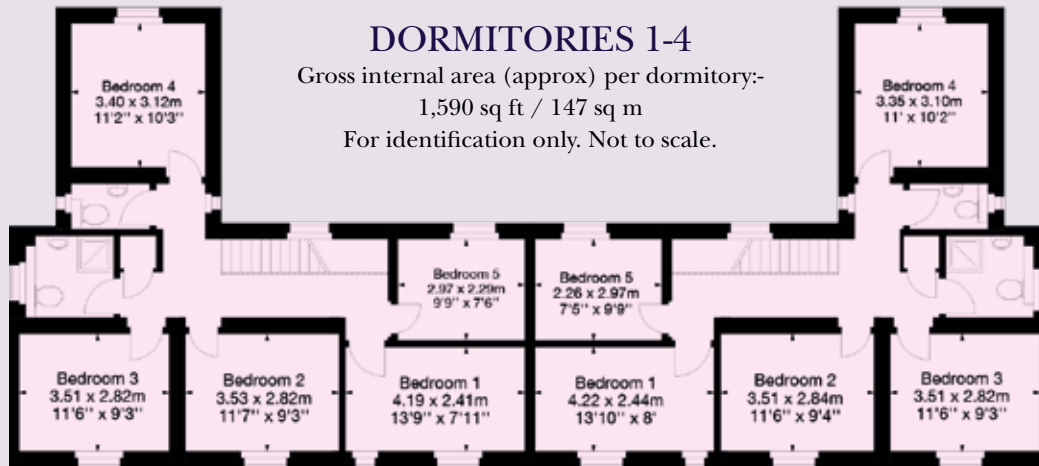 DORMITORIES 1-4
Gross internal area (approx) per dormitory:-
1,590 sq ft / 147 sq m
For identification only. Not to scale.
Bedroom 4
3.40 x 3.12m
11'2" x 10'3"
Bedroom 4
3.35 x 3.10m
11' x 10'2"
Bedroom 5
2.97 x 2.29m
9'9" x 7'6"
Bedroom 5
2.26 x 2.97m
7'5" x 9'9"
Bedroom 3
3.51 x 2.82m
11'6" x 9'3"
Bedroom 2
3.53 x 2.82m
11'7" x 9'3"
Bedroom 1
4.19 x 2.41m
13'9" x 7'11"
Bedroom 1
4.22 x 2.44m
13'10" x 8'
Bedroom 2
3.51 x 2.84m
11'6" x 9'4"
Bedroom 3
3.51 x 2.82m
11'6" x 9'3"